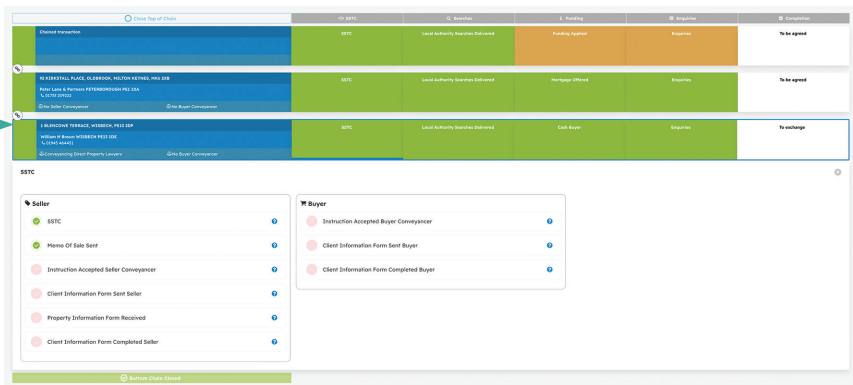 Close Top of Chain
SSTC
Searches
Funding
Enquiries
Completion
Chained transaction
SSTC
Local Authority Searches Delivered
Funding Applied
Enquiries
To be agreed
92 KIRKSTALL PLACE, OLDBROOK, MILTON KEYNES, MK6 2XB
Peter Lane & Partners PETERBOROUGH PE1 1XA
01733 209222
No Seller Conveyancer
No Buyer Conveyancer
SSTC
Local Authority Searches Delivered
Mortgage Offered
Enquiries
To be agreed
1 BLENCOWE TERRACE, WISBECH, PE13 2DP
William H Brown WISBECH PE13 1DE
01945 464451
Conveyancing Direct Property Lawyers
No Buyer Conveyancer
SSTC
Local Authority Searches Delivered
Cash Buyer
Enquiries
To exchange
SSTC
Seller
SSTC
Memo Of Sale Sent
Instruction Accepted Seller Conveyancer
Client Information Form Sent Seller
Property Information Form Received
Client Information Form Completed Seller
Buyer
Instruction Accepted Buyer Conveyancer
Client Information Form Sent Buyer
Client Information Form Completed Buyer
Bottom Chain Closed